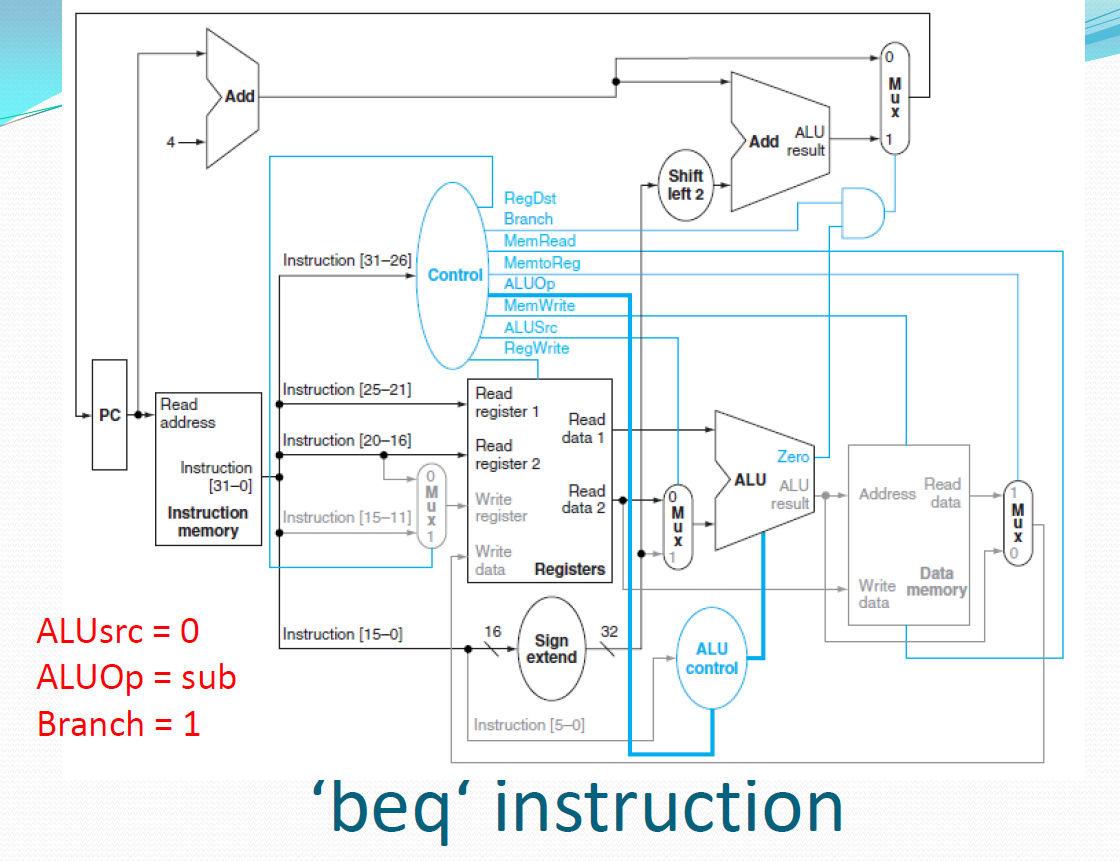 Add
4
Add
ALU
result
0
M
u
x
1
Shift
left 2
RegDst
Branch
MemRead
MemtoReg
ALUOp
MemWrite
ALUSrc
RegWrite
Control
Instruction [31–26]
Instruction [25–21]
Instruction [20–16]
Instruction [15–11]
Instruction [15–0]
Instruction [5–0]
PC
Read
address
Instruction
[31–0]
Instruction
memory
0
M
u
x
1
Read
register 1
Read
register 2
Write
register
Write
data
Read
data 1
Read
data 2
Registers
0
M
u
x
1
Zero
ALU
ALU
result
Address
Read
data
Write
data
Data
memory
1
M
u
x
0
16
Sign
extend
32
ALU
control
ALUsrc = 0
ALUOp = sub
Branch = 1
‘beq‘ instruction